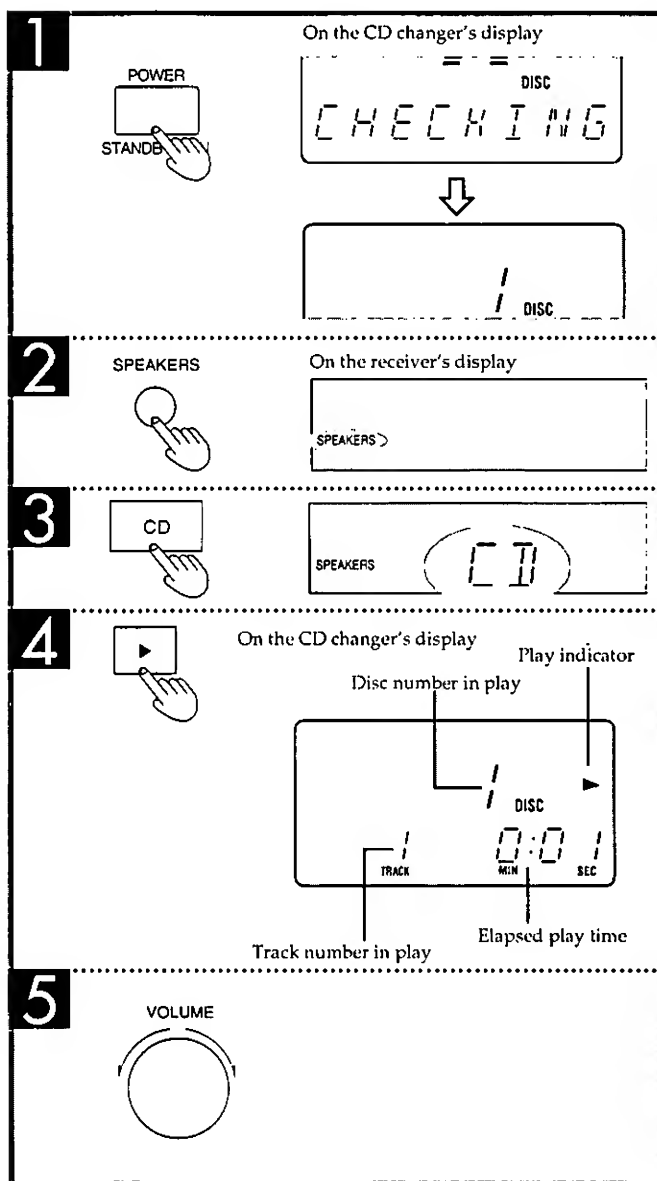 1
On the CD changer's display
POWER
DISC
CHECKING
1 DISC
2
SPEAKERS
On the receiver's display
SPEAKERS
3
CD
SPEAKERS
CD
4
On the CD changer's display
Play indicator
Disc number in play
1 DISC
1 0:01
TRACK MIN SEC
Elapsed play time
Track number in play
5
VOLUME